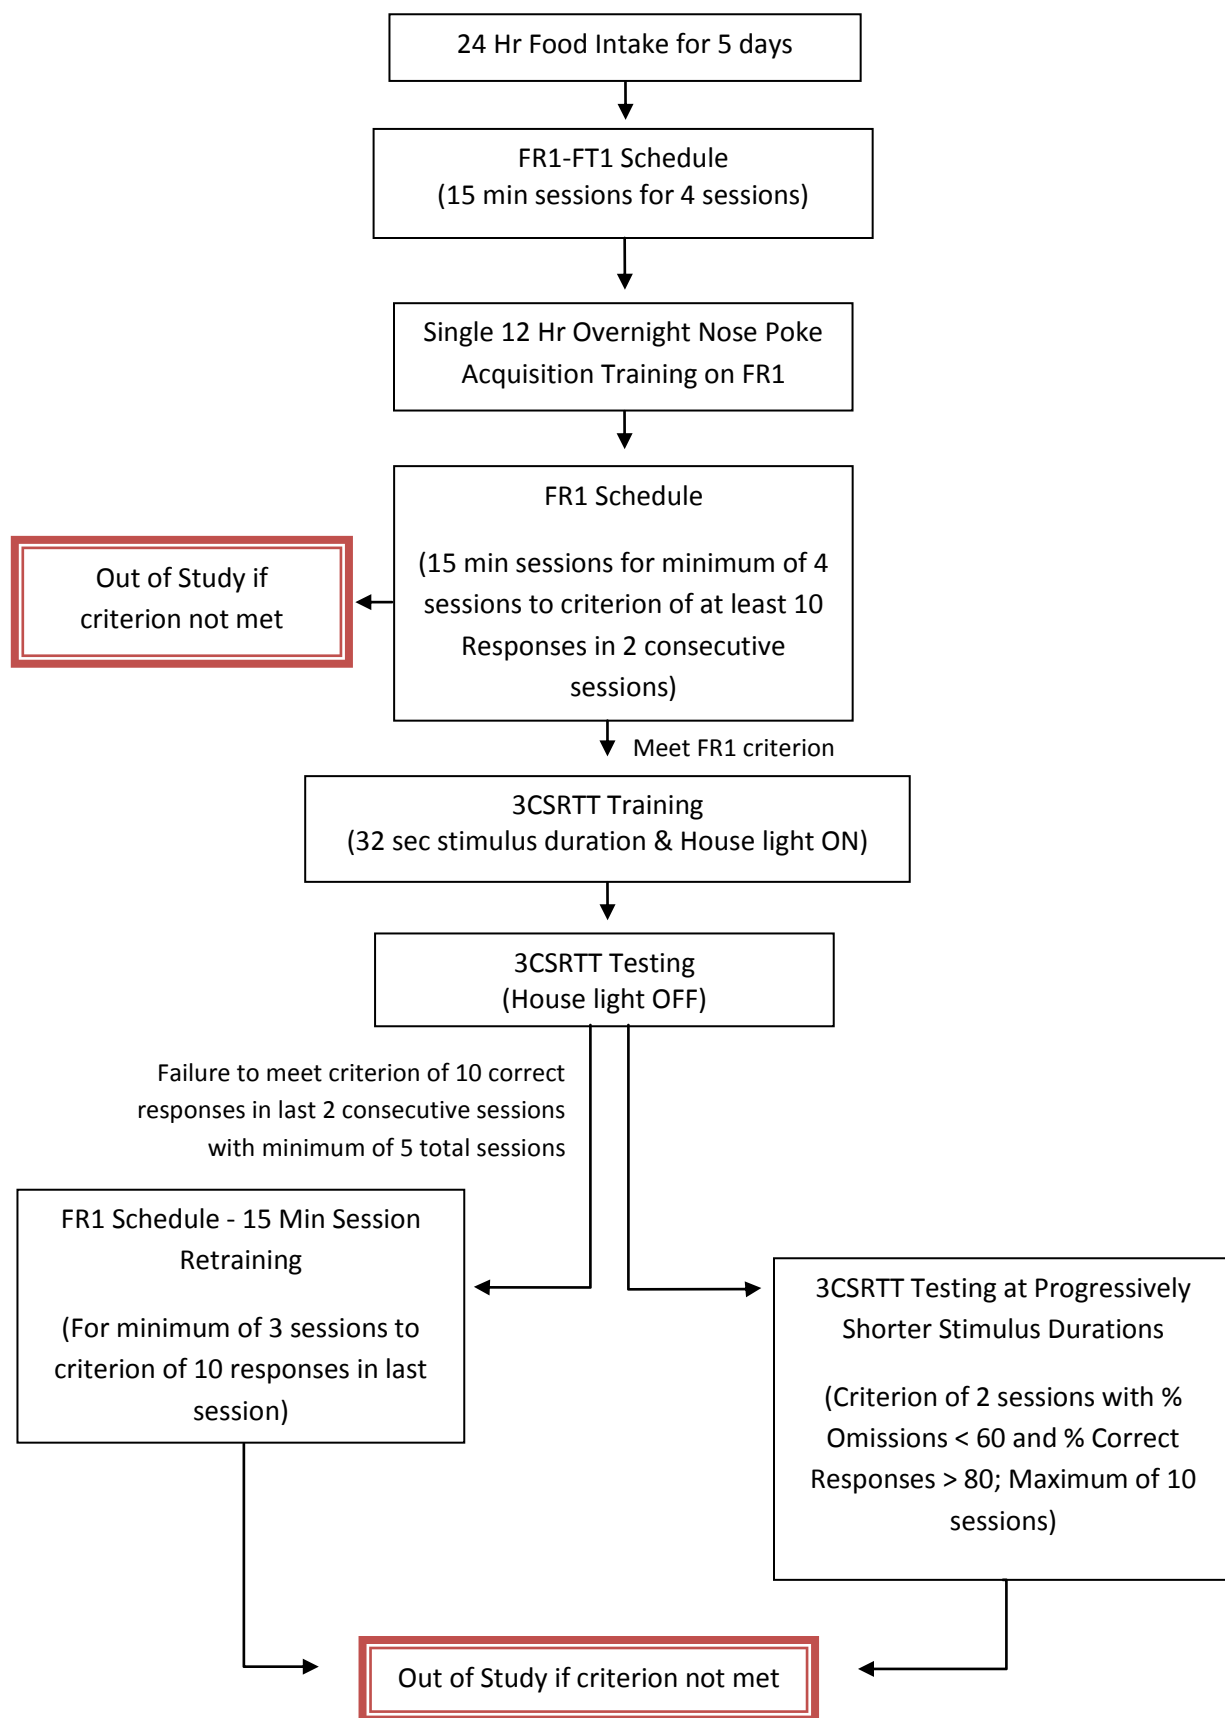 24 Hr Food Intake for 5 days
FR1-FT1 Schedule
(15 min sessions for 4 sessions)
Single 12 Hr Overnight Nose Poke
Acquisition Training on FR1
FR1 Schedule
(15 min sessions for minimum of 4
sessions to criterion of at least 10
Responses in 2 consecutive
sessions)
Out of Study if
criterion not met
Meet FR1 criterion
3CSRTT Training
(32 sec stimulus duration & House light ON)
3CSRTT Testing
(House light OFF)
Failure to meet criterion of 10 correct
responses in last 2 consecutive sessions
with minimum of 5 total sessions
FR1 Schedule - 15 Min Session
Retraining
(For minimum of 3 sessions to
criterion of 10 responses in last
session)
3CSRTT Testing at Progressively
Shorter Stimulus Durations
(Criterion of 2 sessions with %
Omissions < 60 and % Correct
Responses > 80; Maximum of 10
sessions)
Out of Study if criterion not met